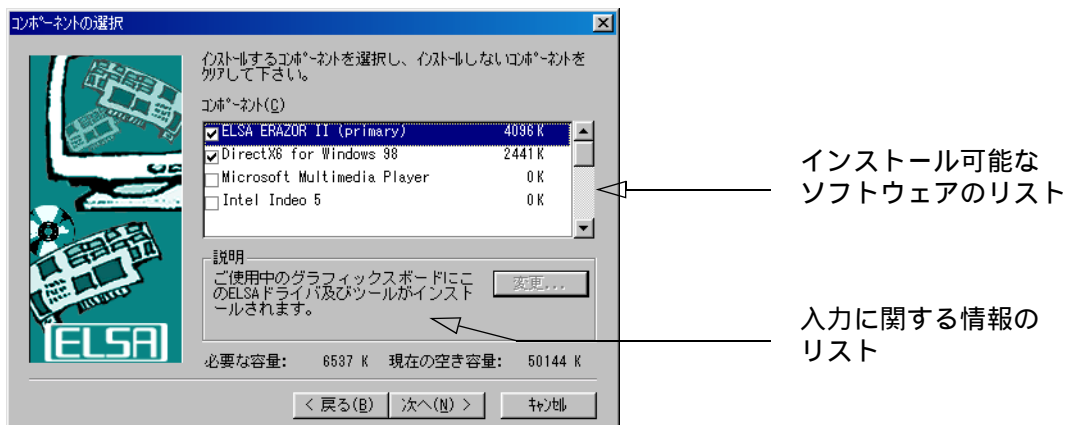 コンポーネントの選択
インストールするコンポーネントを選択し、インストールしないコンポーネントを
クリアして下さい。
コンポーネント(C)
ELSA ERAZOR II (primary) 4096 K
DirectX6 for Windows 98 2441 K
Microsoft Multimedia Player 0 K
Intel Indeo 5 0 K
説明
ご使用中のグラフィックスボードにこ
のELSAドライバ及びツールがインスト
ールされます。
変更...
ELSA
必要な容量: 6537 K 現在の空き容量: 50144 K
< 戻る(B) 次へ(N) > キャンセル
インストール可能な
ソフトウェアのリスト
入力に関する情報の
リスト